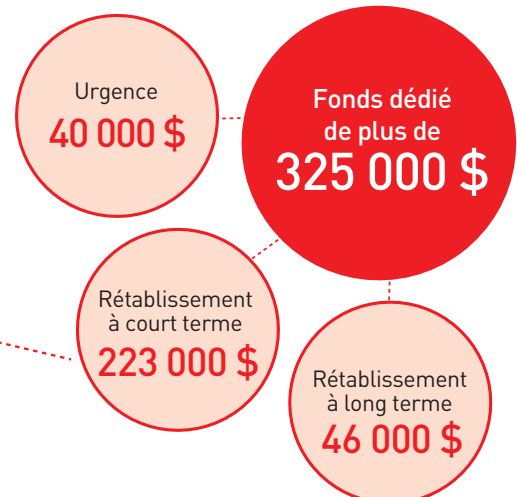 Urgence
40 000 $
Fonds dédié
de plus de
325 000 $
Rétablissement
à court terme
223 000 $
Rétablissement
à long terme
46 000 $